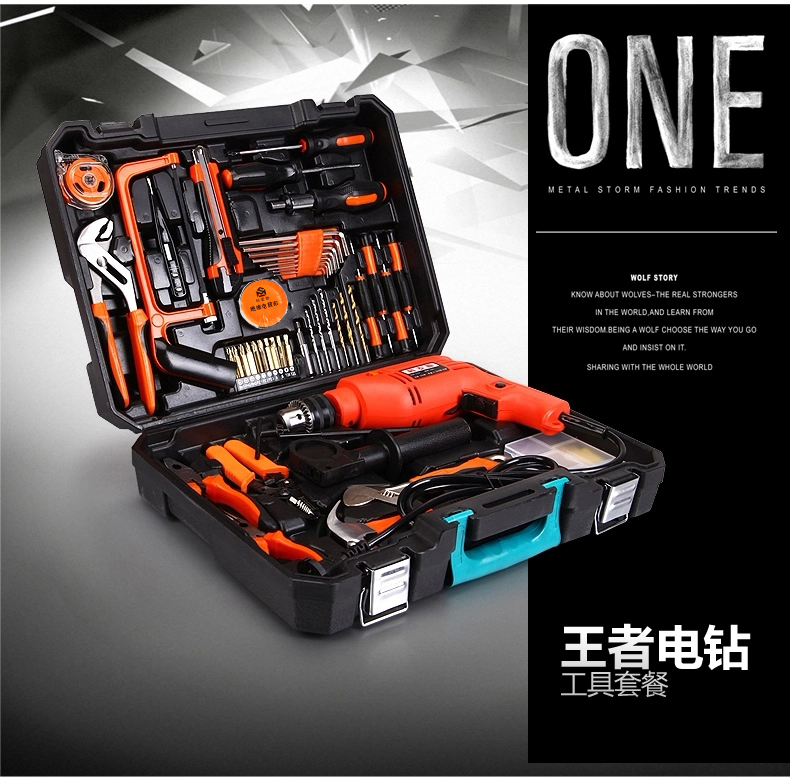 ONE
METAL STORM FASHION TRENDS
WOLF STORY
KNOW ABOUT WOLVES-THE REAL STRONGERS
IN THE WORLD,AND LEARN FROM
THEIR WISDOM.BEING A WOLF CHOOSE THE WAY YOU GO
AND INSIST ON IT.
SHARING WITH THE WHOLE WORLD
王者电钻
工具套餐